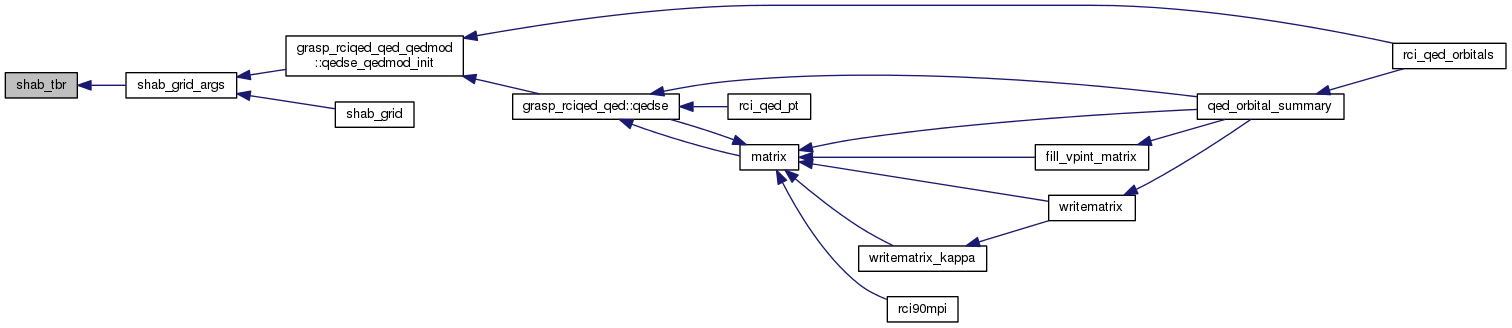 shab_tbr
shab_grid_args
grasp_rciqed_qed_qedmod
::qedse_qedmod_init
shab_grid
grasp_rciqed_qed::qedse
rci_qed_pt
matrix
qed_orbital_summary
rci_qed_orbitals
fill_vpint_matrix
writematrix
writematrix_kappa
rci90mpi